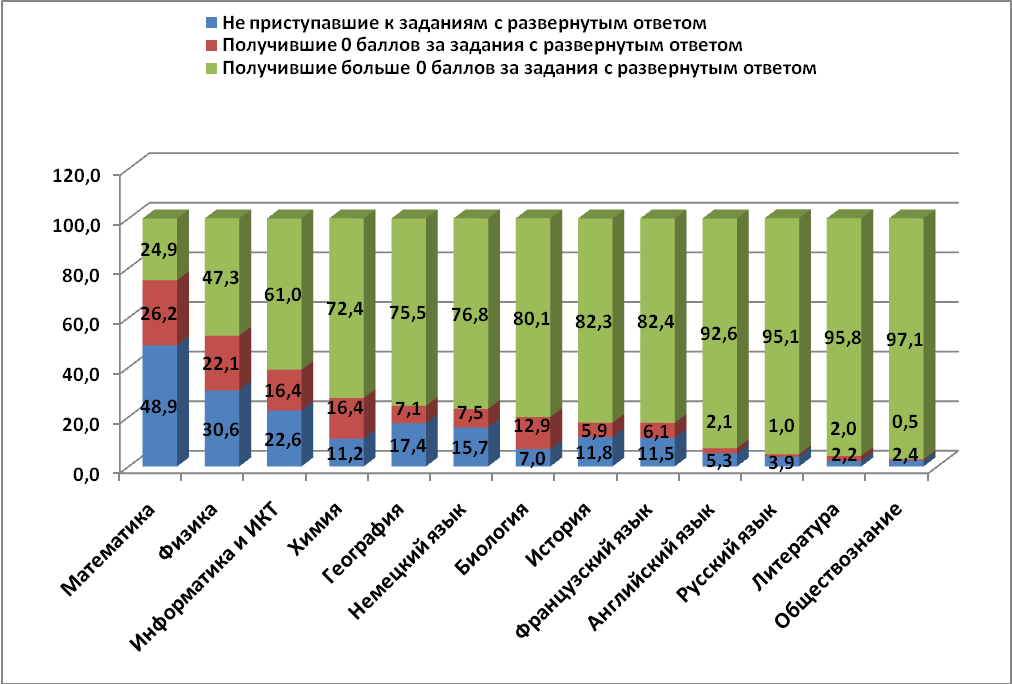 Не приступавшие к заданиям с развернутым ответом
Получившие 0 баллов за задания с развернутым ответом
Получившие больше 0 баллов за задания с развернутым ответом
120,0
100,0
80,0
60,0
40,0
20,0
0,0
24,9 47,3 61,0 72,4 75,5 76,8 80,1 82,3 82,4 92,6 95,1 95,8 97,1
26,2 22,1 16,4 16,4 7,1 7,5 12,9 5,9 6,1 2,1 1,0 2,0 0,5
48,9 30,6 22,6 11,2 17,4 15,7 7,0 11,8 11,5 5,3 3,9 2,2 2,4
Математика
Физика
Информатика и ИКТ
Химия
География
Немецкий язык
Биология
История
Французский язык
Английский язык
Русский язык
Литература
Обществознание